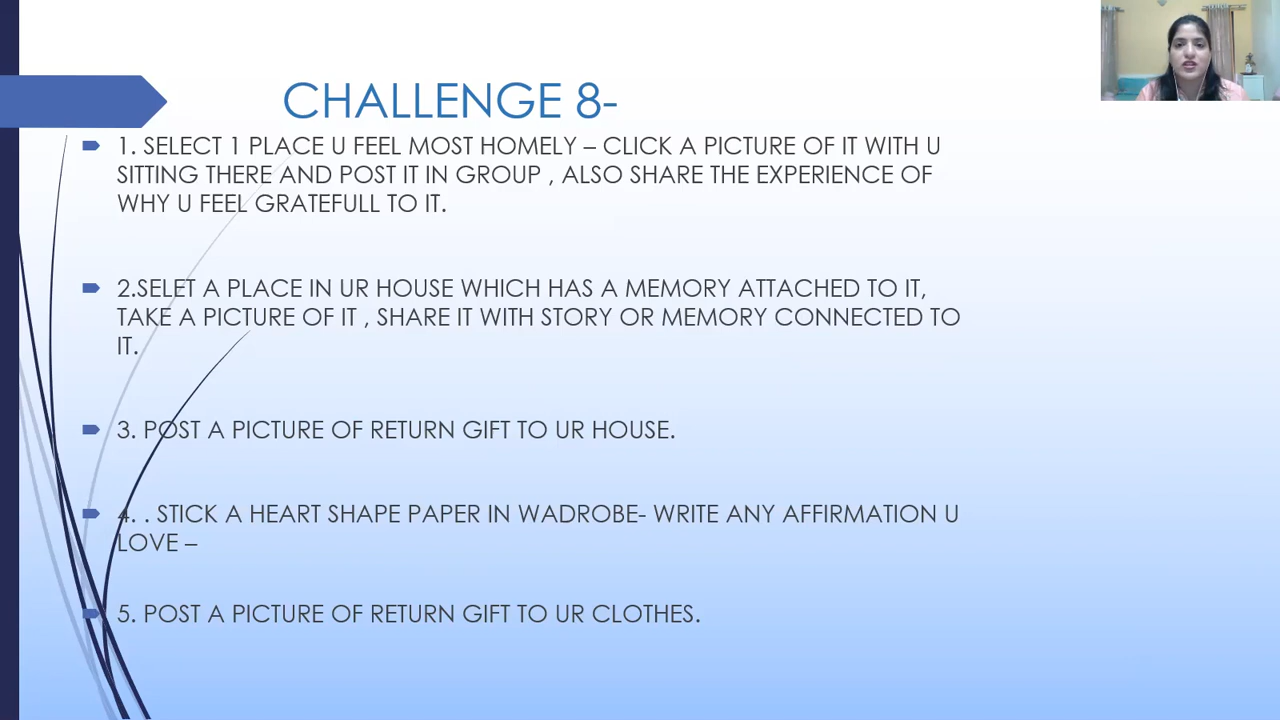 CHALLENGE 8-
1. SELECT 1 PLACE U FEEL MOST HOMELY – CLICK A PICTURE OF IT WITH U
SITTING THERE AND POST IT IN GROUP , ALSO SHARE THE EXPERIENCE OF
WHY U FEEL GRATEFULL TO IT.
2.SELET A PLACE IN UR HOUSE WHICH HAS A MEMORY ATTACHED TO IT,
TAKE A PICTURE OF IT , SHARE IT WITH STORY OR MEMORY CONNECTED TO
IT.
3. POST A PICTURE OF RETURN GIFT TO UR HOUSE.
4. . STICK A HEART SHAPE PAPER IN WADROBE- WRITE ANY AFFIRMATION U
LOVE –
5. POST A PICTURE OF RETURN GIFT TO UR CLOTHES.